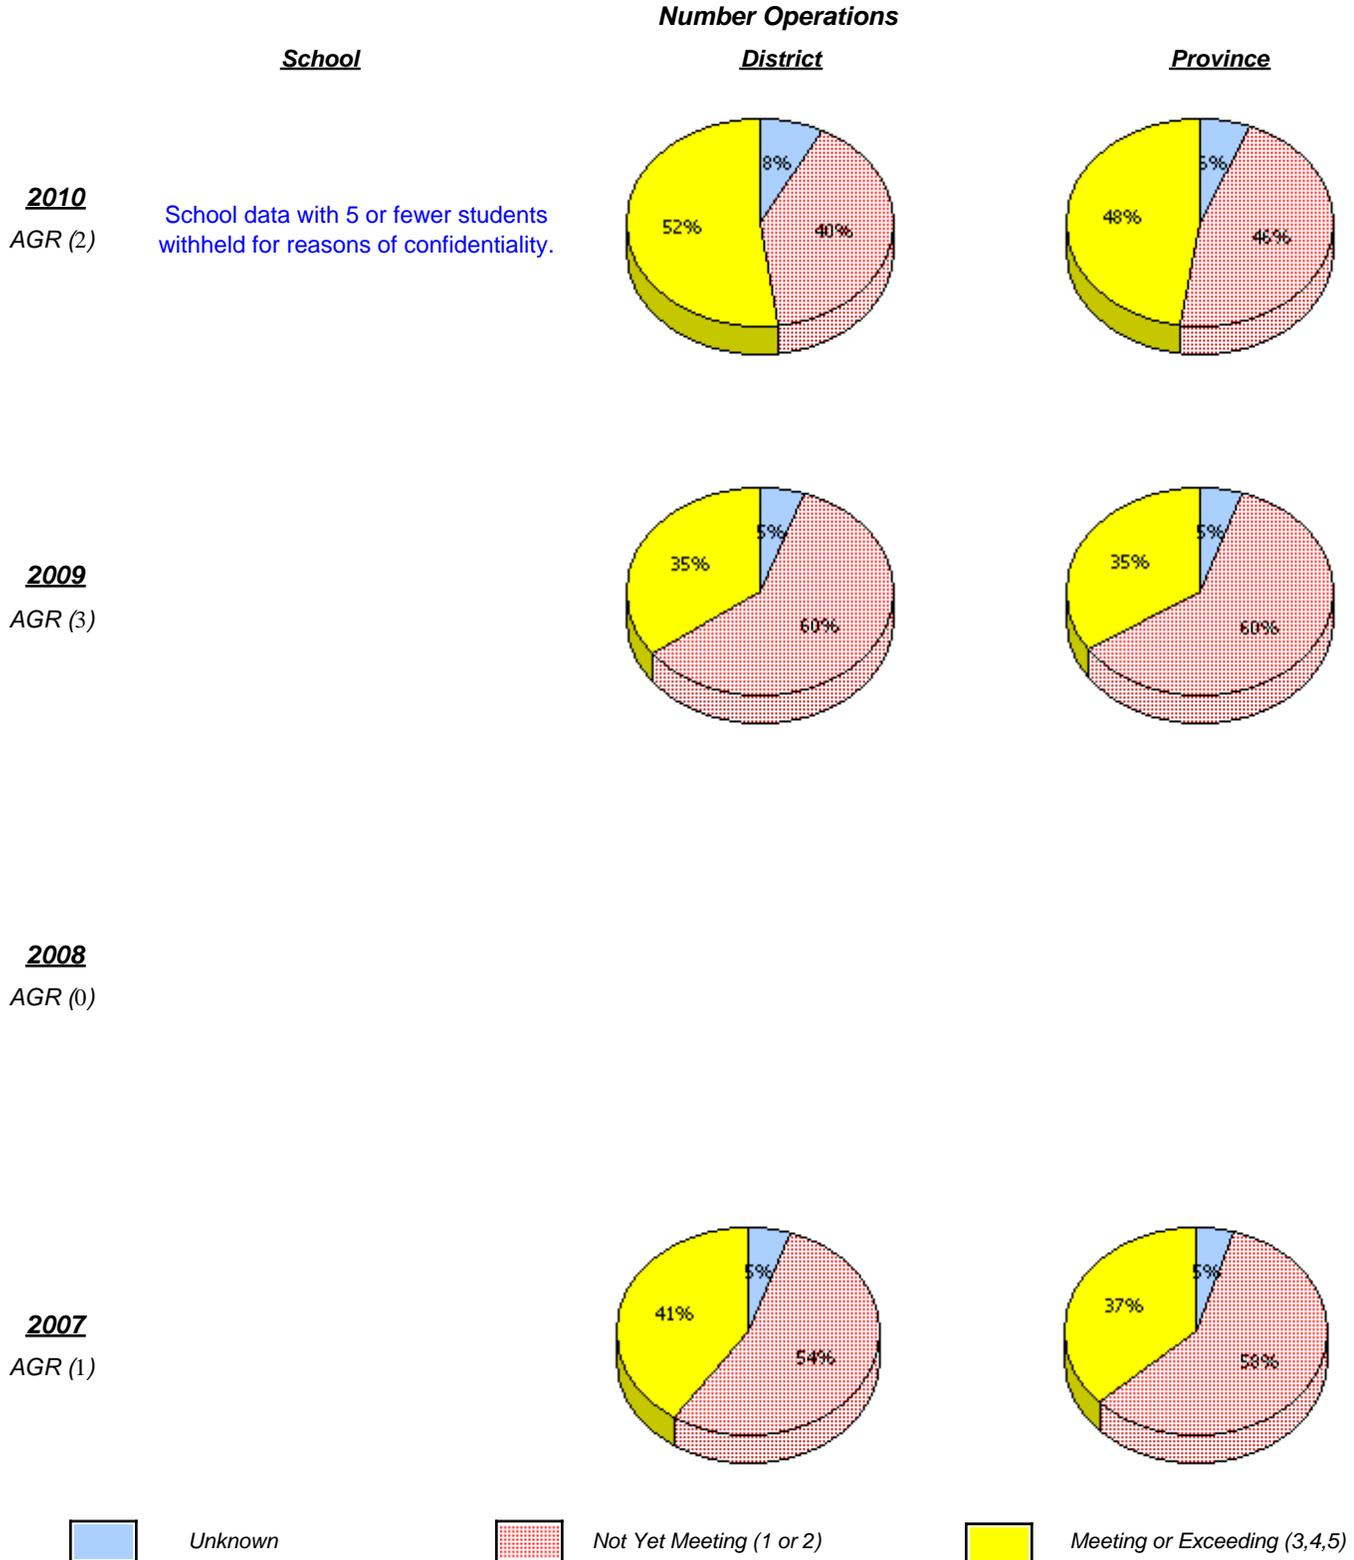 Number Operations
School District Province
2010
AGR (2)
School data with 5 or fewer students
withheld for reasons of confidentiality.
8%
52%
40%
48%
46%
2009
AGR (3)
5%
35%
60%
5%
35%
60%
2008
AGR (0)
2007
AGR (1)
5%
41%
54%
5%
37%
58%
Unknown Not Yet Meeting (1 or 2) Meeting or Exceeding (3,4,5)